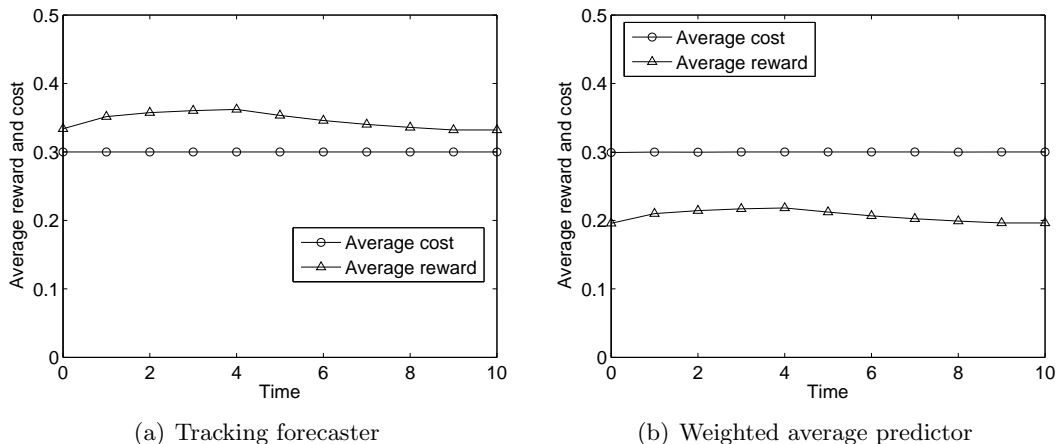 0.5
0.4
0.3
0.2
0.1
0
Average reward and cost
Average cost
Average reward
0 2 4 6 8 10
Time
(a) Tracking forecaster
0.5
0.4
0.3
0.2
0.1
0
Average reward and cost
Average cost
Average reward
0 2 4 6 8 10
Time
(b) Weighted average predictor